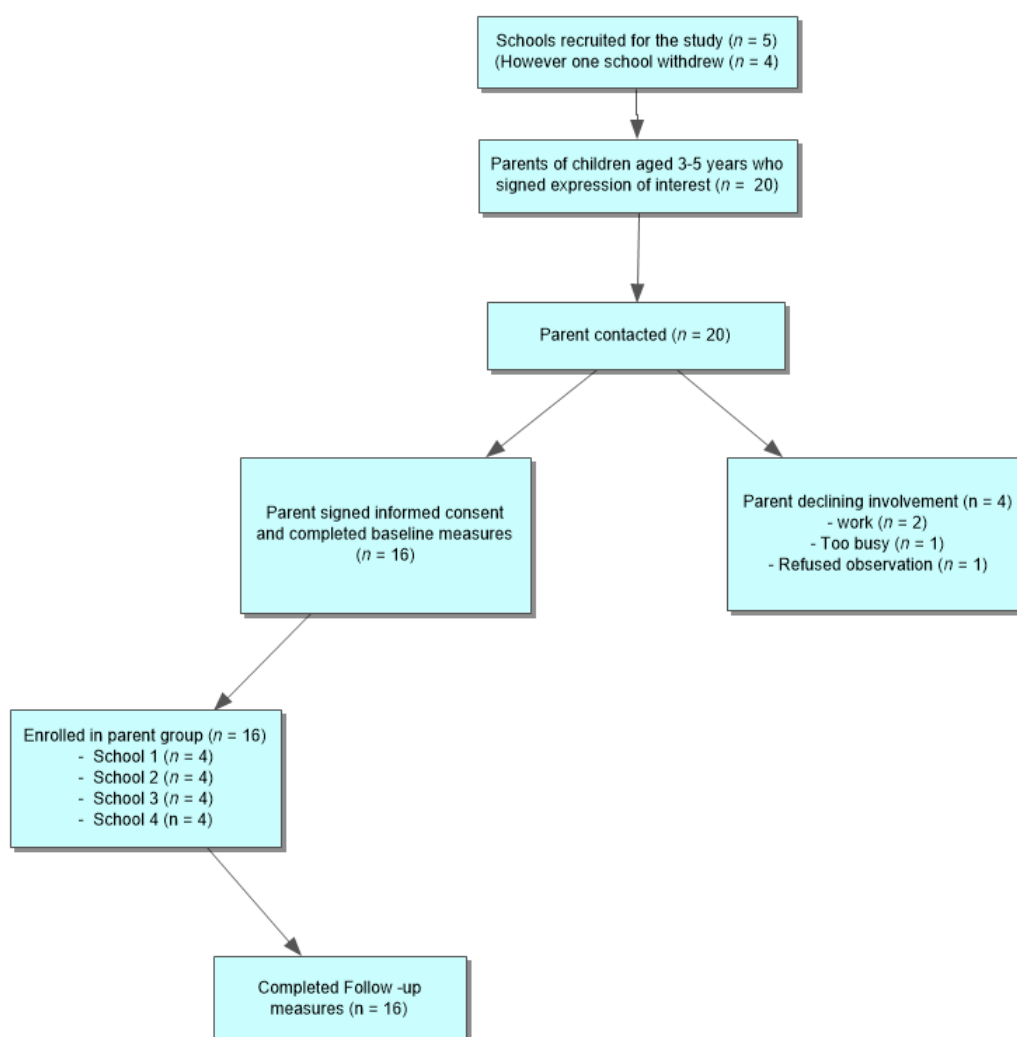 Schools recruited for the study (n = 5)
(However one school withdrew (n = 4)
Parents of children aged 3-5 years who
signed expression of interest (n = 20)
Parent contacted (n = 20)
Parent signed informed consent
and completed baseline measures
(n = 16)
Parent declining involvement (n = 4)
- work (n = 2)
- Too busy (n = 1)
- Refused observation (n = 1)
Enrolled in parent group (n = 16)
- School 1 (n = 4)
- School 2 (n = 4)
- School 3 (n = 4)
- School 4 (n = 4)
Completed Follow -up
measures (n = 16)